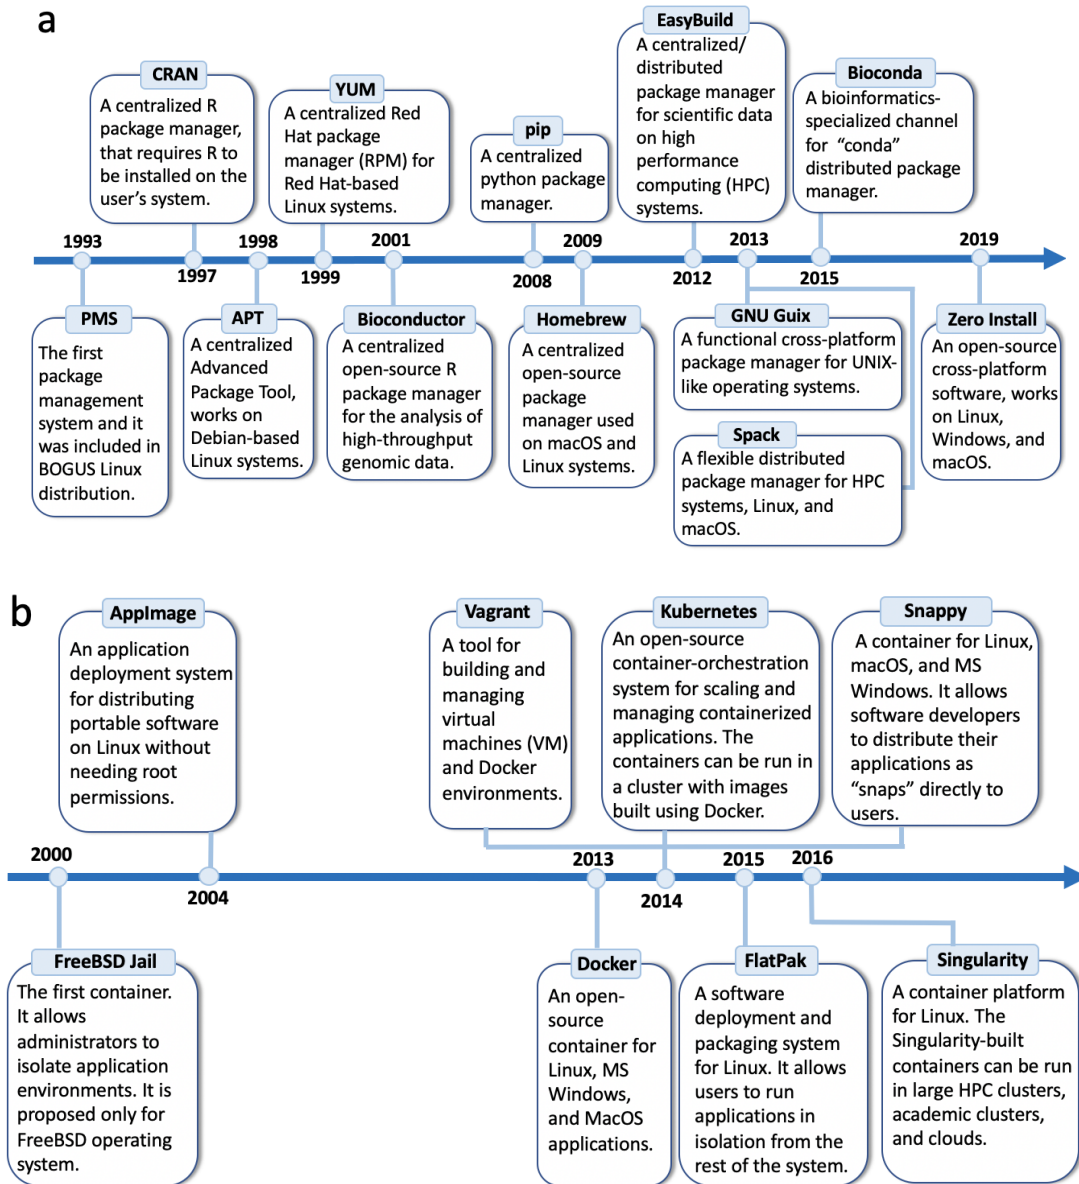 a
CRAN
A centralized R
package manager,
that requires R to
be installed on the
user's system.
YUM
A centralized Red
Hat package
manager (RPM) for
Red Hat-based
Linux systems.
pip
A centralized
python package
manager.
EasyBuild
A centralized/
distributed
package manager
for scientific data
on high
performance
computing (HPC)
systems.
Bioconda
A bioinformatics-
specialized channel
for “conda”
distributed package
manager.
1993
1997
1998
1999
2001
2008
2009
2012
2013
2015
2019
PMS
The first
package
management
system and it
was included in
BOGUS Linux
distribution.
APT
A centralized
Advanced
Package Tool,
works on
Debian-based
Linux systems.
Bioconductor
A centralized
open-source R
package manager
for the analysis of
high-throughput
genomic data.
Homebrew
A centralized
open-source
package
manager used
on macOS and
Linux systems.
GNU Guix
A functional cross-platform
package manager for UNIX-
like operating systems.
Spack
A flexible distributed
package manager for HPC
systems, Linux, and
macOS.
Zero Install
An open-source
cross-platform
software, works
on Linux,
Windows, and
macOS.
b
AppImage
An application
deployment system
for distributing
portable software
on Linux without
needing root
permissions.
Vagrant
A tool for
building and
managing
virtual
machines (VM)
and Docker
environments.
Kubernetes
An open-source
container-orchestration
system for scaling and
managing containerized
applications. The
containers can be run in
a cluster with images
built using Docker.
Snappy
A container for Linux,
macOS, and MS
Windows. It allows
software developers
to distribute their
applications as
“snaps” directly to
users.
2000
2004
2013
2014
2015
2016
FreeBSD Jail
The first container.
It allows
administrators to
isolate application
environments. It is
proposed only for
FreeBSD operating
system.
Docker
An open-
source
container for
Linux, MS
Windows,
and MacOS
applications.
FlatPak
A software
deployment and
packaging system
for Linux. It allows
users to run
applications in
isolation from the
rest of the system.
Singularity
A container platform
for Linux. The
Singularity-built
containers can be run
in large HPC clusters,
academic clusters,
and clouds.